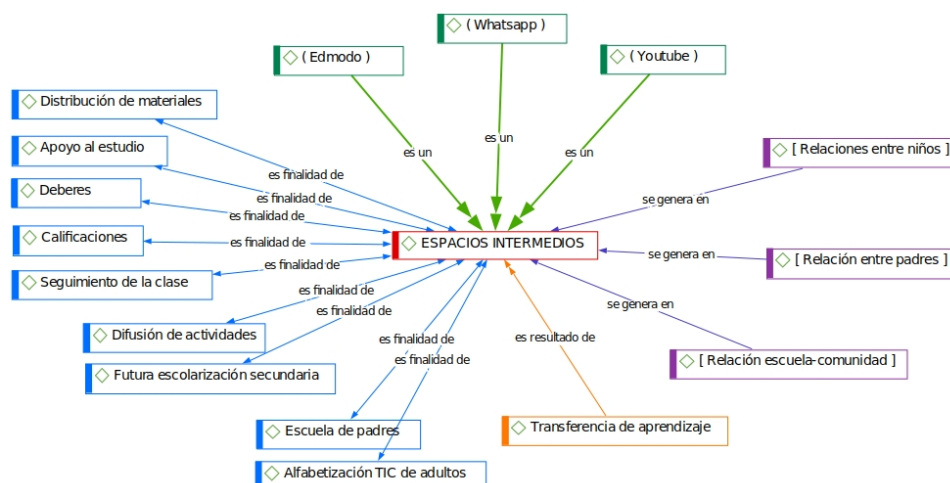 ( Whatsapp )
( Edmodo )
( Youtube )
Distribución de materiales
es un
es un
es un
Apoyo al estudio
[ Relaciones entre niños ]
es finalidad de
Deberes
es finalidad de
se genera en
es finalidad de
Calificaciones
es finalidad de
ESPACIOS INTERMEDIOS
se genera en
[ Relación entre padres ]
es finalidad de
Seguimiento de la clase
es finalidad de
se genera en
es finalidad de
Difusión de actividades
es finalidad de
es resultado de
es finalidad de
[ Relación escuela-comunidad ]
Futura escolarización secundaria
Escuela de padres
Transferencia de aprendizaje
Alfabetización TIC de adultos